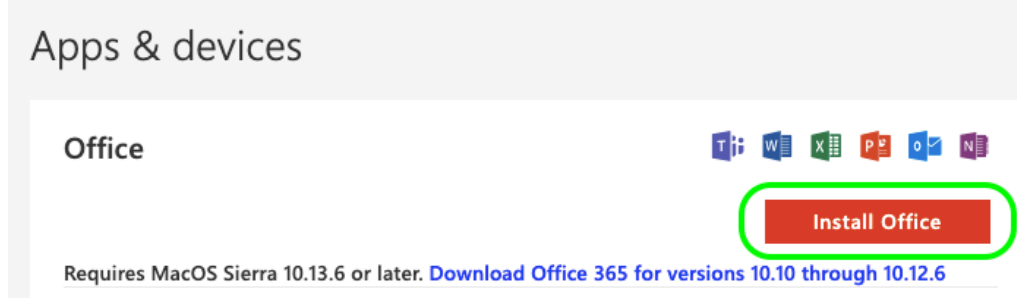 Apps & devices
Office
Install Office
Requires MacOS Sierra 10.13.6 or later. Download Office 365 for versions 10.10 through 10.12.6